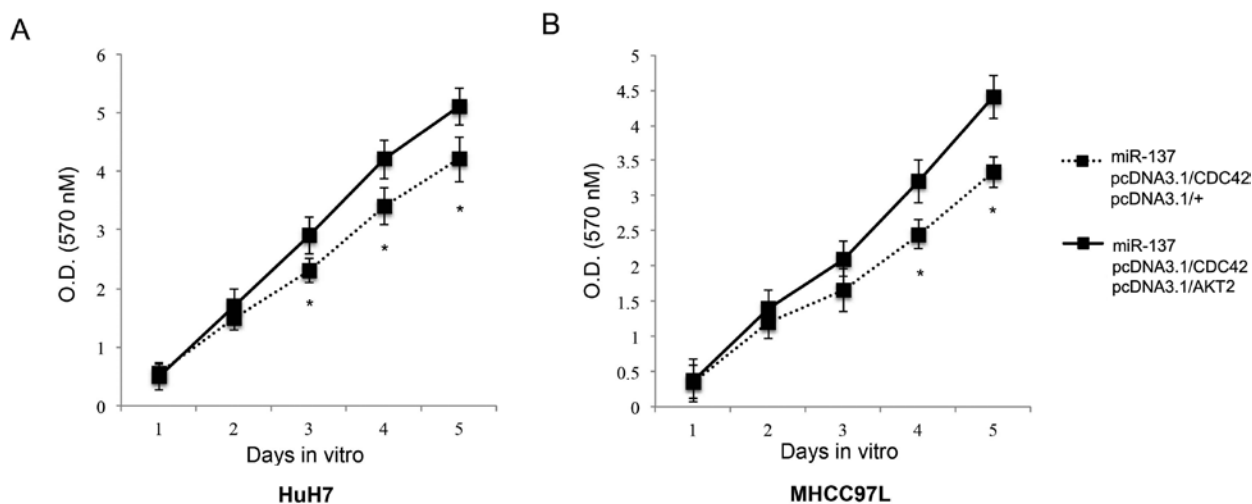 A
6
5
4
3
2
1
0
O.D. (570 nM)
*
*
*
1 2 3 4 5
Days in vitro
HuH7
B
5
4.5
4
3.5
3
2.5
2
1.5
1
0.5
0
O.D. (570 nM)
*
*
1 2 3 4 5
Days in vitro
MHCC97L
miR-137
pcDNA3.1/CDC42
pcDNA3.1/+
miR-137
pcDNA3.1/CDC42
pcDNA3.1/AKT2